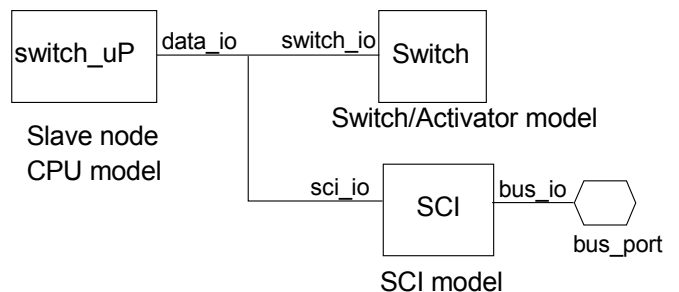 switch_uP
data_io
switch_io
Switch
Slave node
CPU model
Switch/Activator model
sci_io
SCI
bus_io
bus_port
SCI model